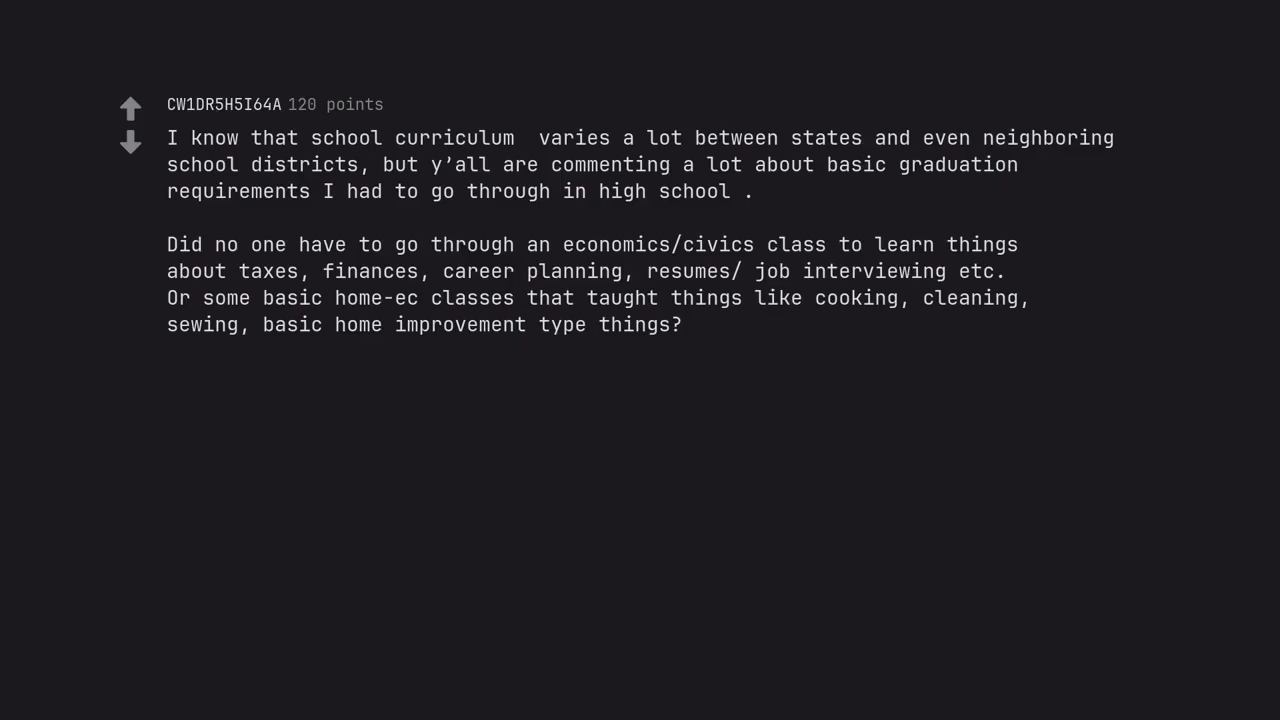 CW1DR5H5I64A 120 points
I know that school curriculum  varies a lot between states and even neighboring
school districts, but y’all are commenting a lot about basic graduation
requirements I had to go through in high school .
Did no one have to go through an economics/civics class to learn things
about taxes, finances, career planning, resumes/ job interviewing etc.
Or some basic home-ec classes that taught things like cooking, cleaning,
sewing, basic home improvement type things?